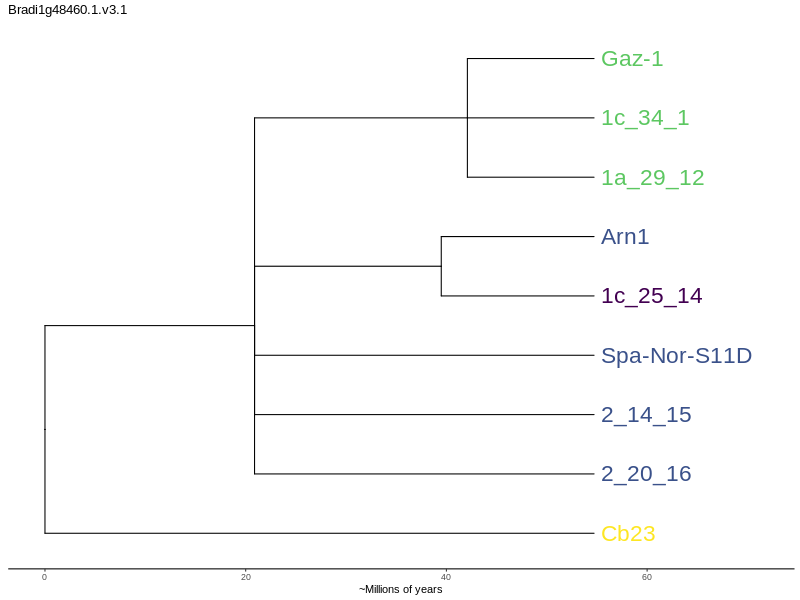 Bradi1g48460.1.v3.1
Gaz-1
1c_34_1
1a_29_12
Arn1
1c_25_14
Spa-Nor-S11D
2_14_15
2_20_16
Cb23
0 20 40 60
~Millions of years